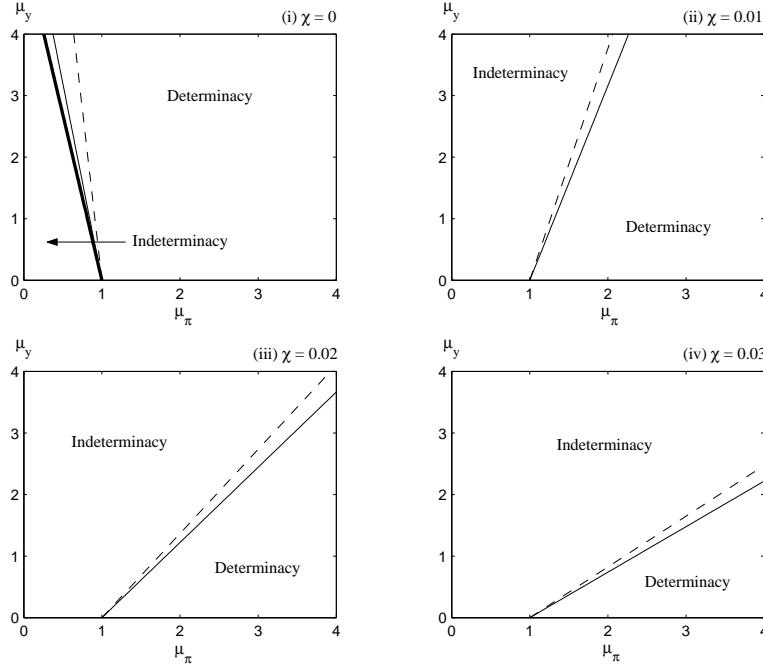 μy
(i) χ = 0
4
3
2
1
0
Determinacy
Indeterminacy
0 1 2 3 4
μπ
μy
(ii) χ = 0.01
4
3
2
1
0
Indeterminacy
Determinacy
0 1 2 3 4
μπ
μy
(iii) χ = 0.02
4
3
2
1
0
Indeterminacy
Determinacy
0 1 2 3 4
μπ
μy
(iv) χ = 0.03
4
3
2
1
0
Indeterminacy
Determinacy
0 1 2 3 4
μπ